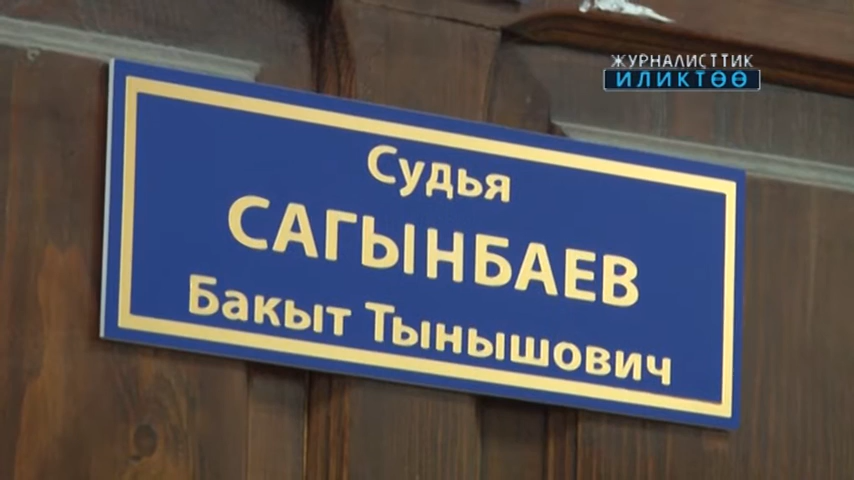 ЖУРНАЛИСТТИК
ИЛИКТӨӨ
Судья
САГЫНБАЕВ
Бакыт Тынышович